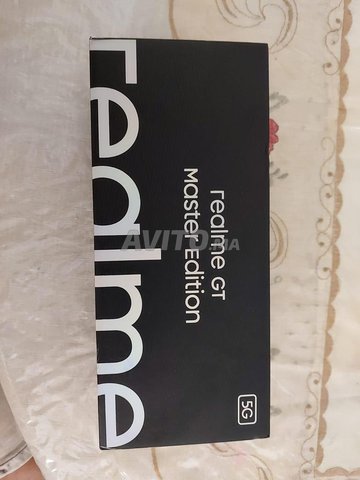 realme
realme GT
Master Edition
5G
AVITO.MA